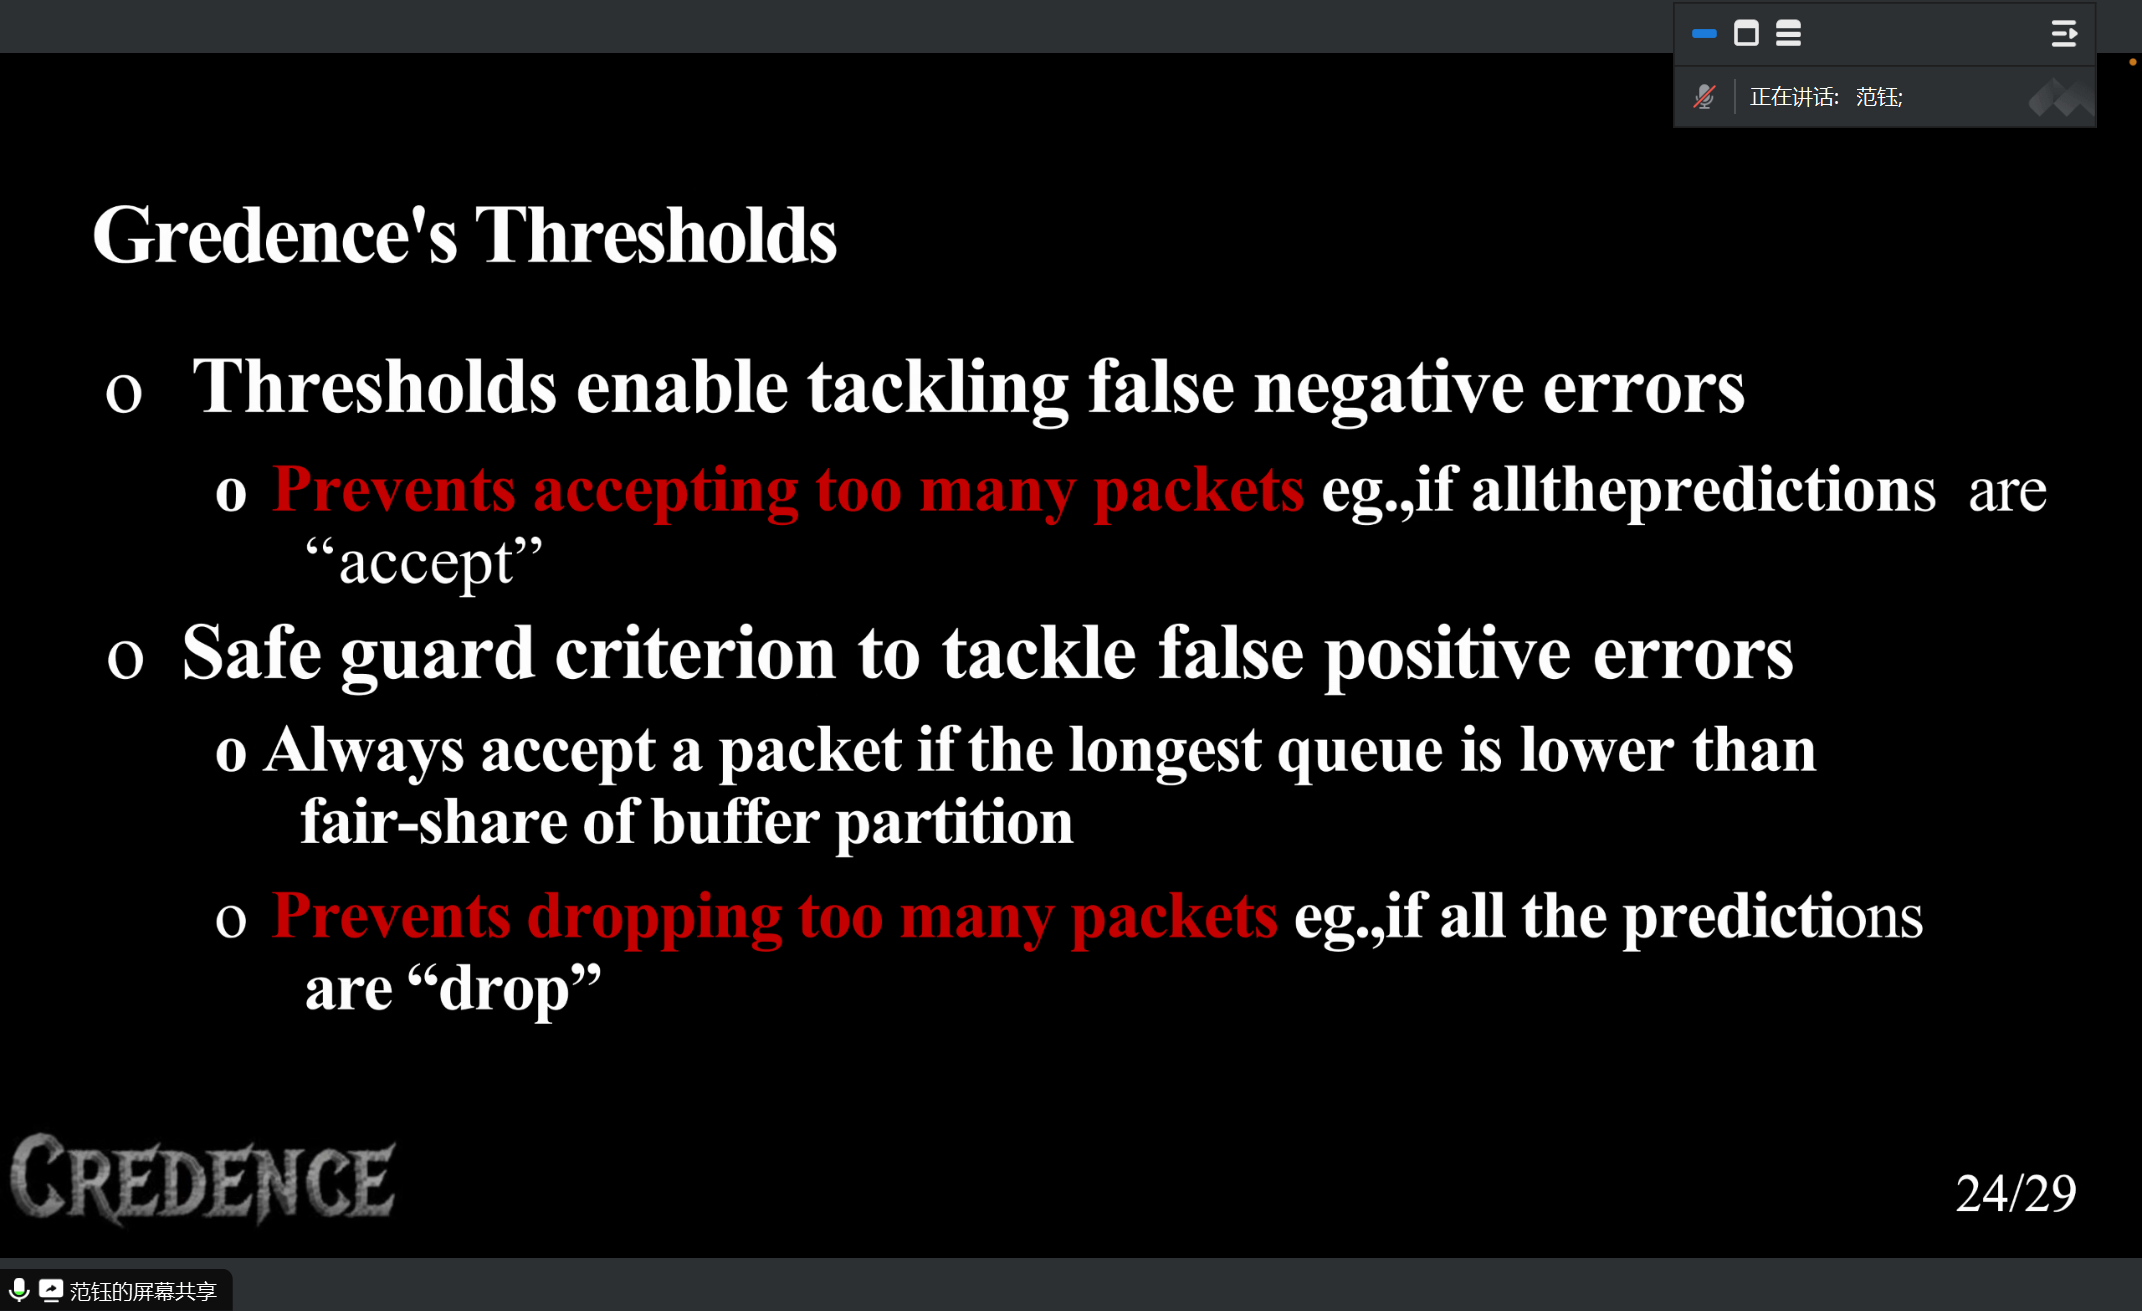 正在讲话: 范钰;
Gredence's Thresholds
o Thresholds enable tackling false negative errors
o Prevents accepting too many packets eg.,if allthepredictions are
“accept”
o Safe guard criterion to tackle false positive errors
o Always accept a packet if the longest queue is lower than
fair-share of buffer partition
o Prevents dropping too many packets eg.,if all the predictions
are “drop”
CREDENCE
24/29
范钰的屏幕共享